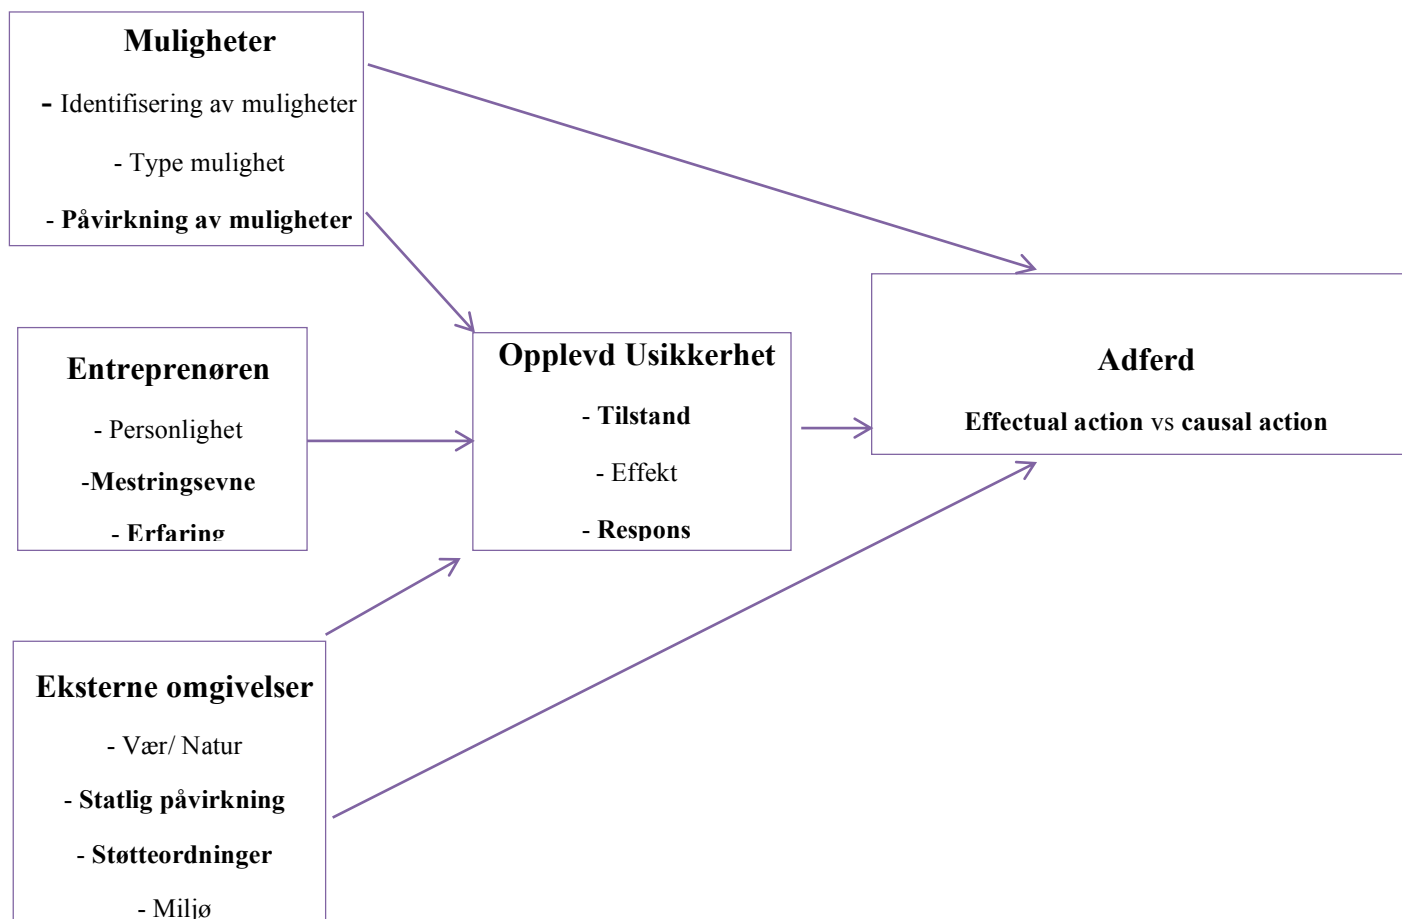 Muligheter
- Identifisering av muligheter
- Type mulighet
- Påvirkning av muligheter
Entreprenøren
- Personlighet
-Mestringsevne
- Erfaring
Eksterne omgivelser
- Vær/ Natur
- Statlig påvirkning
- Støtteordninger
- Miljø
Opplevd Usikkerhet
- Tilstand
- Effekt
- Respons
Adferd
Effectual action vs causal action